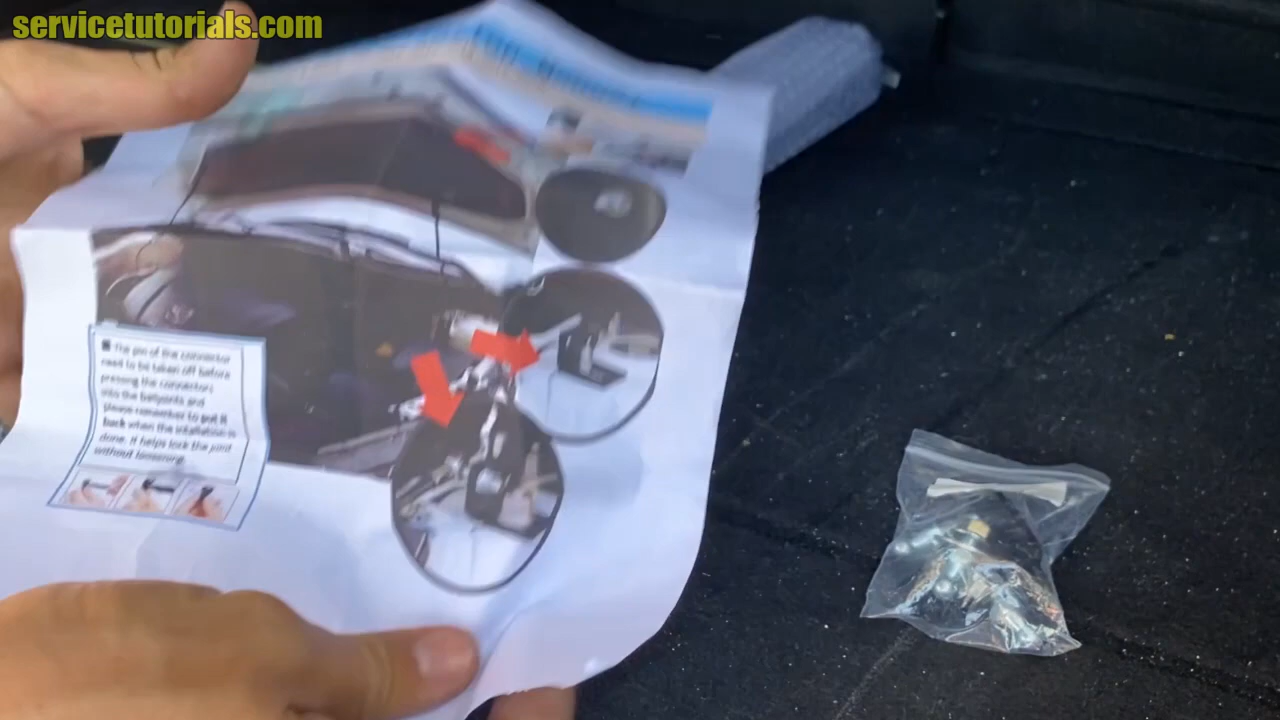 servicetutorials.com
The pin of the connector
need to be taken off before
pressing the connectors
into the ballpoints and
please remember to put it
back when the intallation is
done. It helps lock the joint
without loosening.